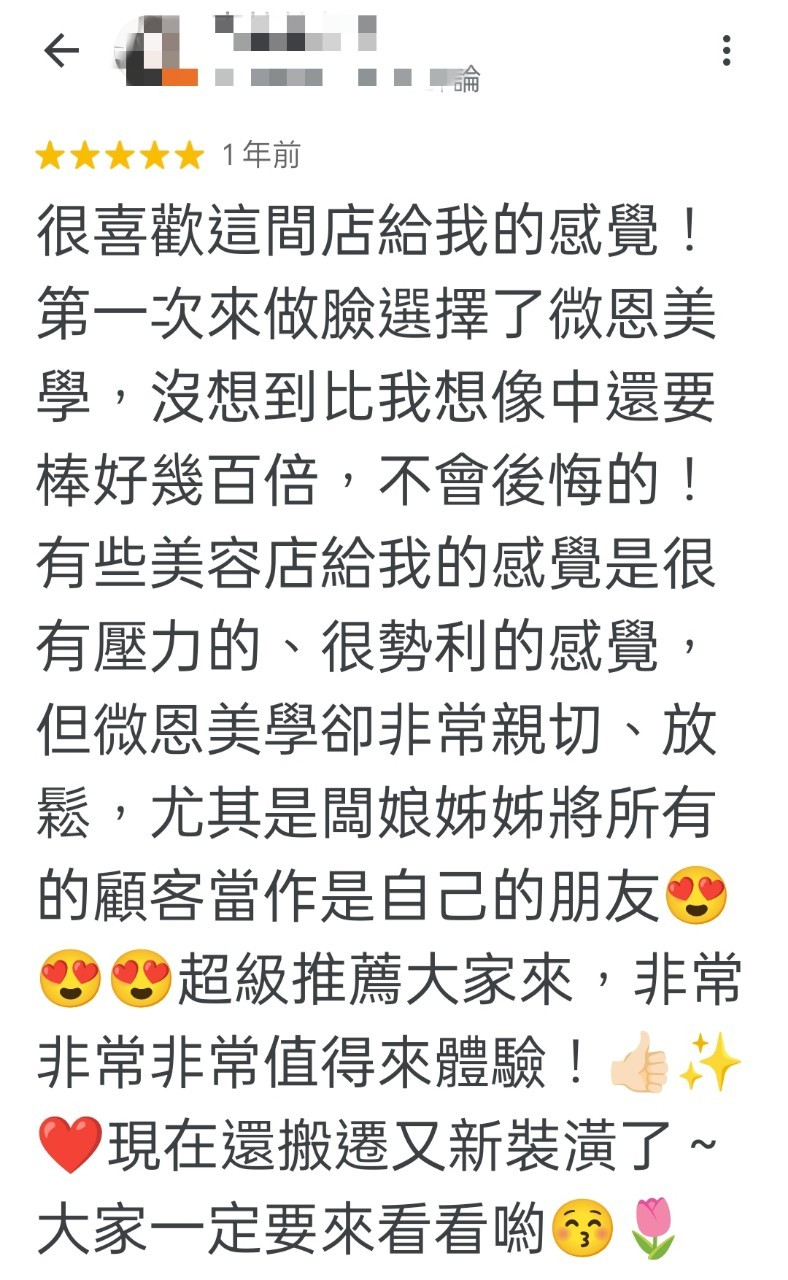 論
1 年前
很喜歡這間店給我的感覺！
第一次來做臉選擇了微恩美
學，沒想到比我想像中還要
棒好幾百倍，不會後悔的！
有些美容店給我的感覺是很
有壓力的、很勢利的感覺，
但微恩美學卻非常親切、放
鬆，尤其是闆娘姊姊將所有
的顧客當作是自己的朋友😍
😍😍超級推薦大家來，非常
非常非常值得來體驗！👍🏻✨
❤️現在還搬遷又新裝潢了~
大家一定要來看看喲😚🌷